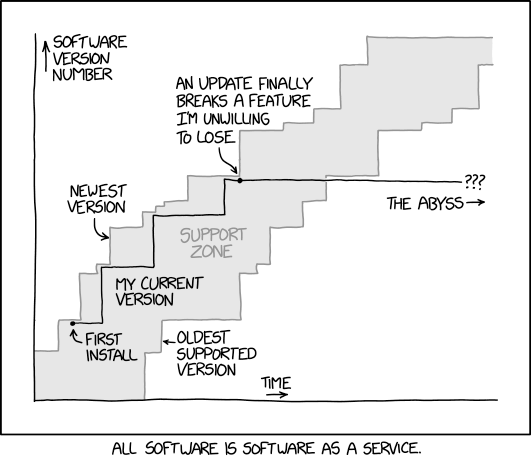 SOFTWARE
VERSION
NUMBER
AN UPDATE FINALLY
BREAKS A FEATURE
I'M UNWILLING
TO LOSE
???
THE ABYSS
NEWEST
VERSION
SUPPORT
ZONE
MY CURRENT
VERSION
FIRST
INSTALL
OLDEST
SUPPORTED
VERSION
TIME
ALL SOFTWARE IS SOFTWARE AS A SERVICE.